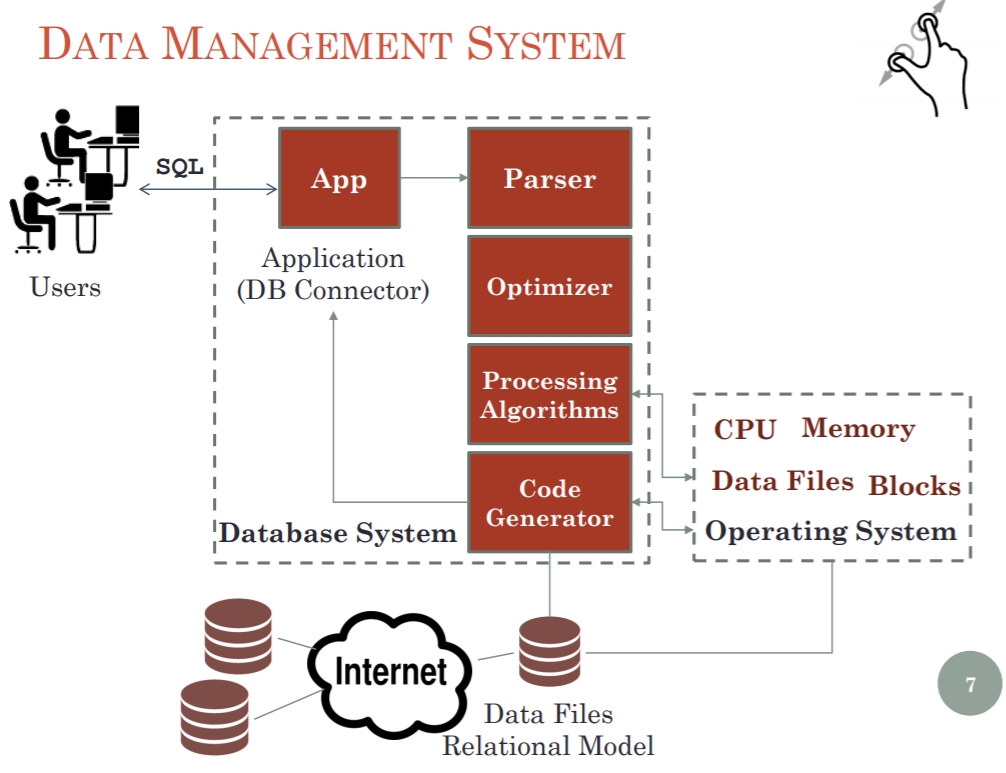 DATA MANAGEMENT SYSTEM
SQL
App
Parser
Application
(DB Connector)
Users
Optimizer
Processing
Algorithms
CPU Memory
Data Files Blocks
Code
Generator
Database System
Operating System
Internet
Data Files
Relational Model
7